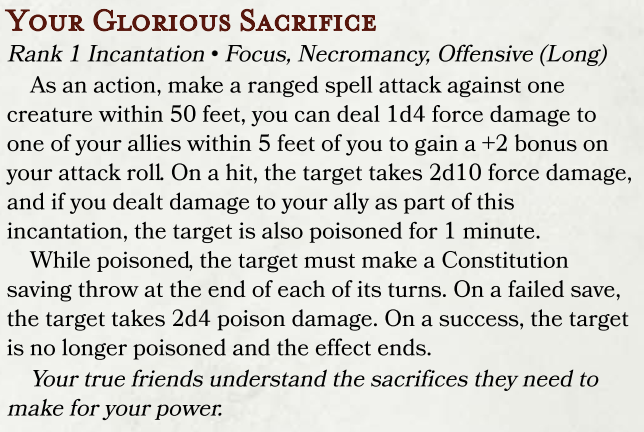 Your Glorious Sacrifice
Rank 1 Incantation • Focus, Necromancy, Offensive (Long)
As an action, make a ranged spell attack against one
creature within 50 feet, you can deal 1d4 force damage to
one of your allies within 5 feet of you to gain a +2 bonus on
your attack roll. On a hit, the target takes 2d10 force damage,
and if you dealt damage to your ally as part of this
incantation, the target is also poisoned for 1 minute.
While poisoned, the target must make a Constitution
saving throw at the end of each of its turns. On a failed save,
the target takes 2d4 poison damage. On a success, the target
is no longer poisoned and the effect ends.
Your true friends understand the sacrifices they need to
make for your power.